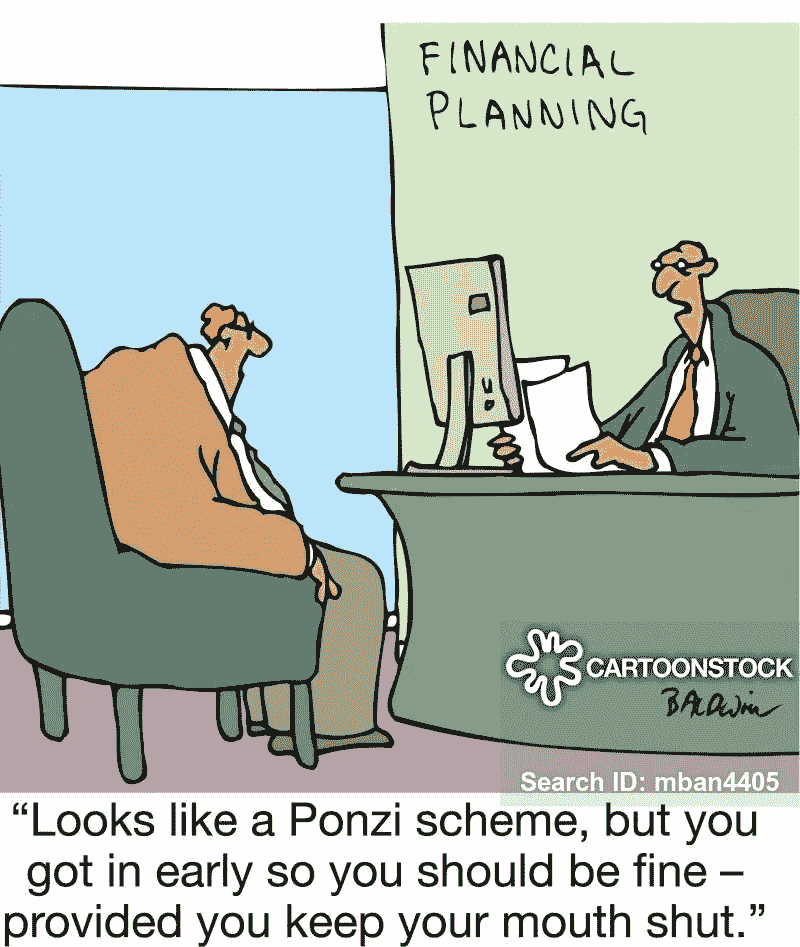 FINANCIAL
PLANNING
CARTOONSTOCK
BALDWIN
Search ID: mban4405
“Looks like a Ponzi scheme, but you
got in early so you should be fine –
provided you keep your mouth shut.”